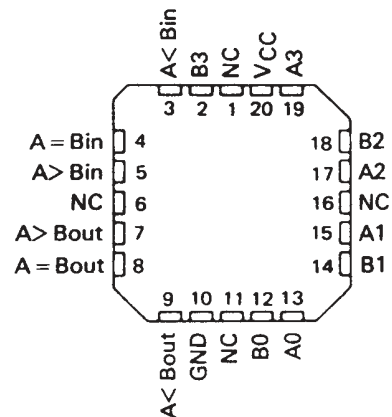 A< Bin
B3
NC
VCC
A3
3 2 1 20 19
A = Bin 4
A> Bin 5
NC 6
A> Bout 7
A = Bout 8
18 B2
17 A2
16 NC
15 A1
14 B1
9 10 11 12 13
A< Bout
GND
NC
B0
A0